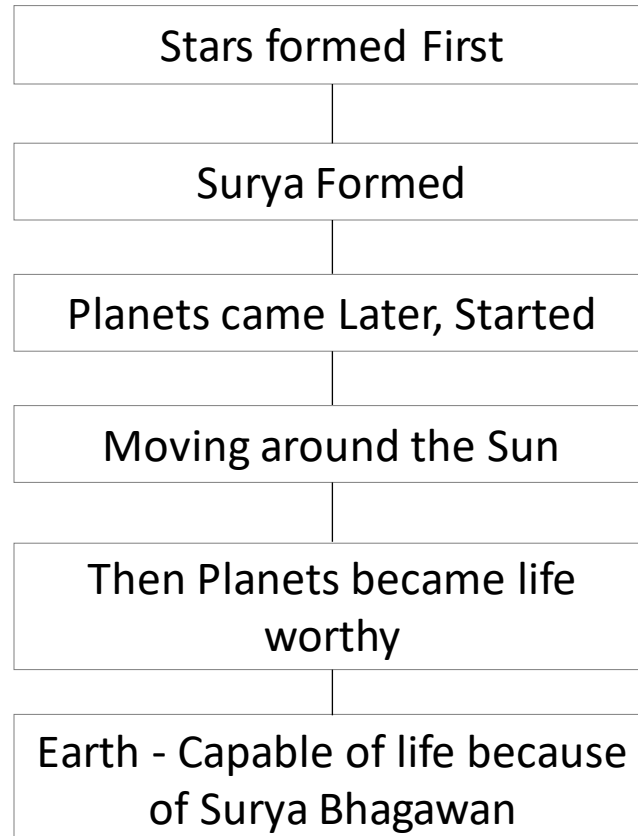 Stars formed First
Surya Formed
Planets came Later, Started
Moving around the Sun
Then Planets became life
worthy
Earth - Capable of life because
of Surya Bhagawan